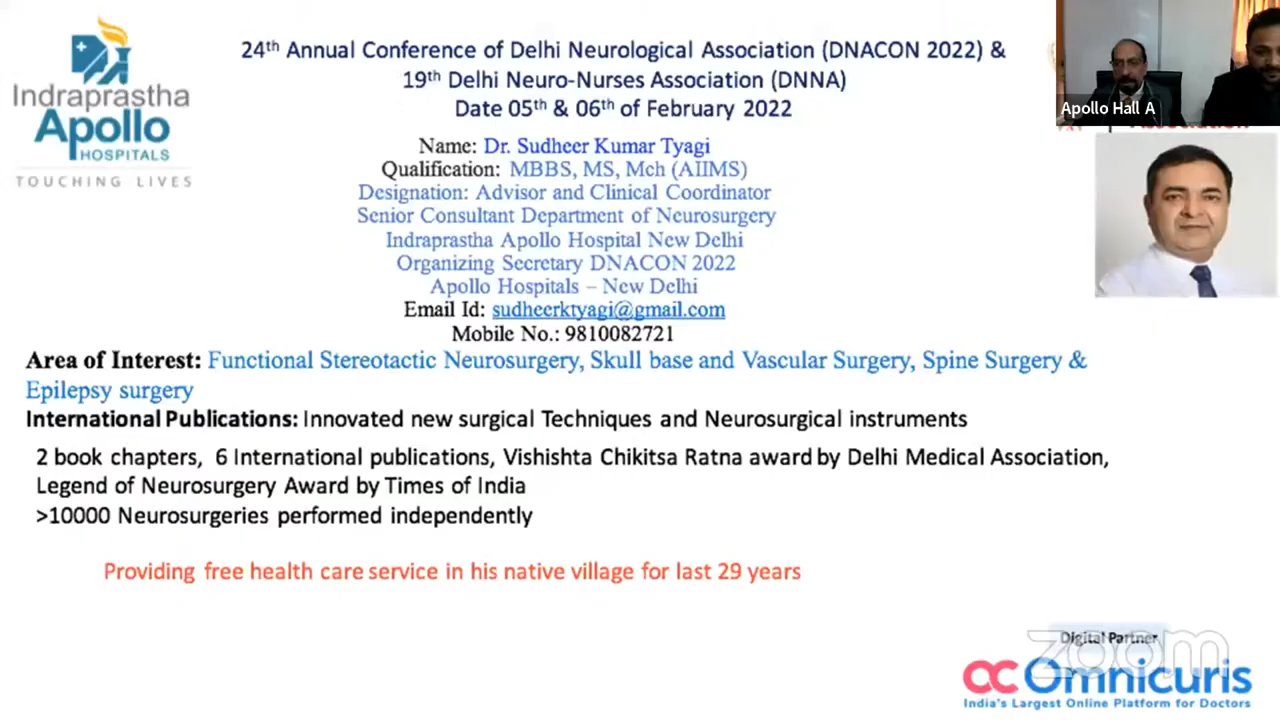 Indraprastha
Apollo
HOSPITALS
TOUCHING LIVES
24th Annual Conference of Delhi Neurological Association (DNACON 2022) &
19th Delhi Neuro-Nurses Association (DNNA)
Date 05th & 06th of February 2022
Apollo Hall A
Name: Dr. Sudheer Kumar Tyagi
Qualification: MBBS, MS, Mch (AIIMS)
Designation: Advisor and Clinical Coordinator
Senior Consultant Department of Neurosurgery
Indraprastha Apollo Hospital New Delhi
Organizing Secretary DNACON 2022
Apollo Hospitals – New Delhi
Email Id: sudheerktyagi@gmail.com
Mobile No.: 9810082721
Area of Interest: Functional Stereotactic Neurosurgery, Skull base and Vascular Surgery, Spine Surgery &
Epilepsy surgery
International Publications: Innovated new surgical Techniques and Neurosurgical instruments
2 book chapters, 6 International publications, Vishishta Chikitsa Ratna award by Delhi Medical Association,
Legend of Neurosurgery Award by Times of India
>10000 Neurosurgeries performed independently
Providing free health care service in his native village for last 29 years
Digital Partner
zoom
Omnicuris
India's Largest Online Platform for Doctors